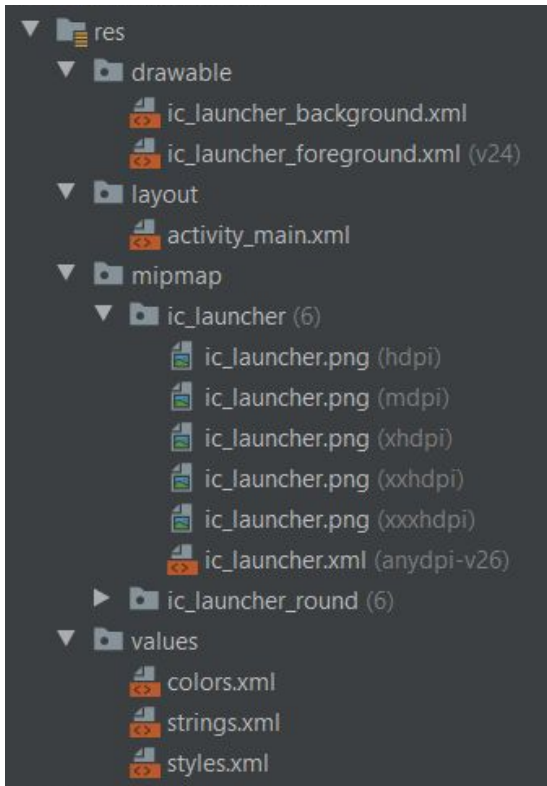 res
drawable
ic_launcher_background.xml
ic_launcher_foreground.xml (v24)
layout
activity_main.xml
mipmap
ic_launcher (6)
ic_launcher.png (hdpi)
ic_launcher.png (mdpi)
ic_launcher.png (xhdpi)
ic_launcher.png (xxhdpi)
ic_launcher.png (xxxhdpi)
ic_launcher.xml (anydpi-v26)
ic_launcher_round (6)
values
colors.xml
strings.xml
styles.xml